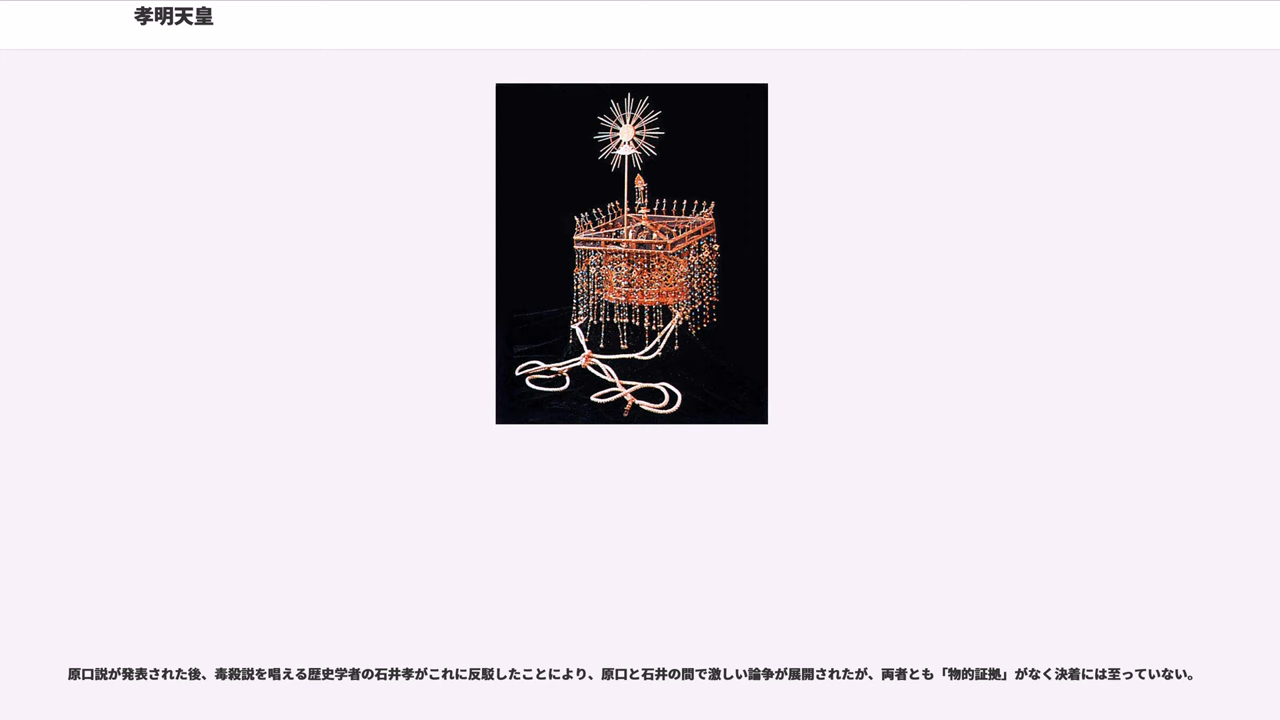 孝明天皇
原口説が発表された後、毒殺説を唱える歴史学者の石井孝がこれに反駁したことにより、原口と石井の間で激しい論争が展開されたが、両者とも「物的証拠」がなく決着には至っていない。